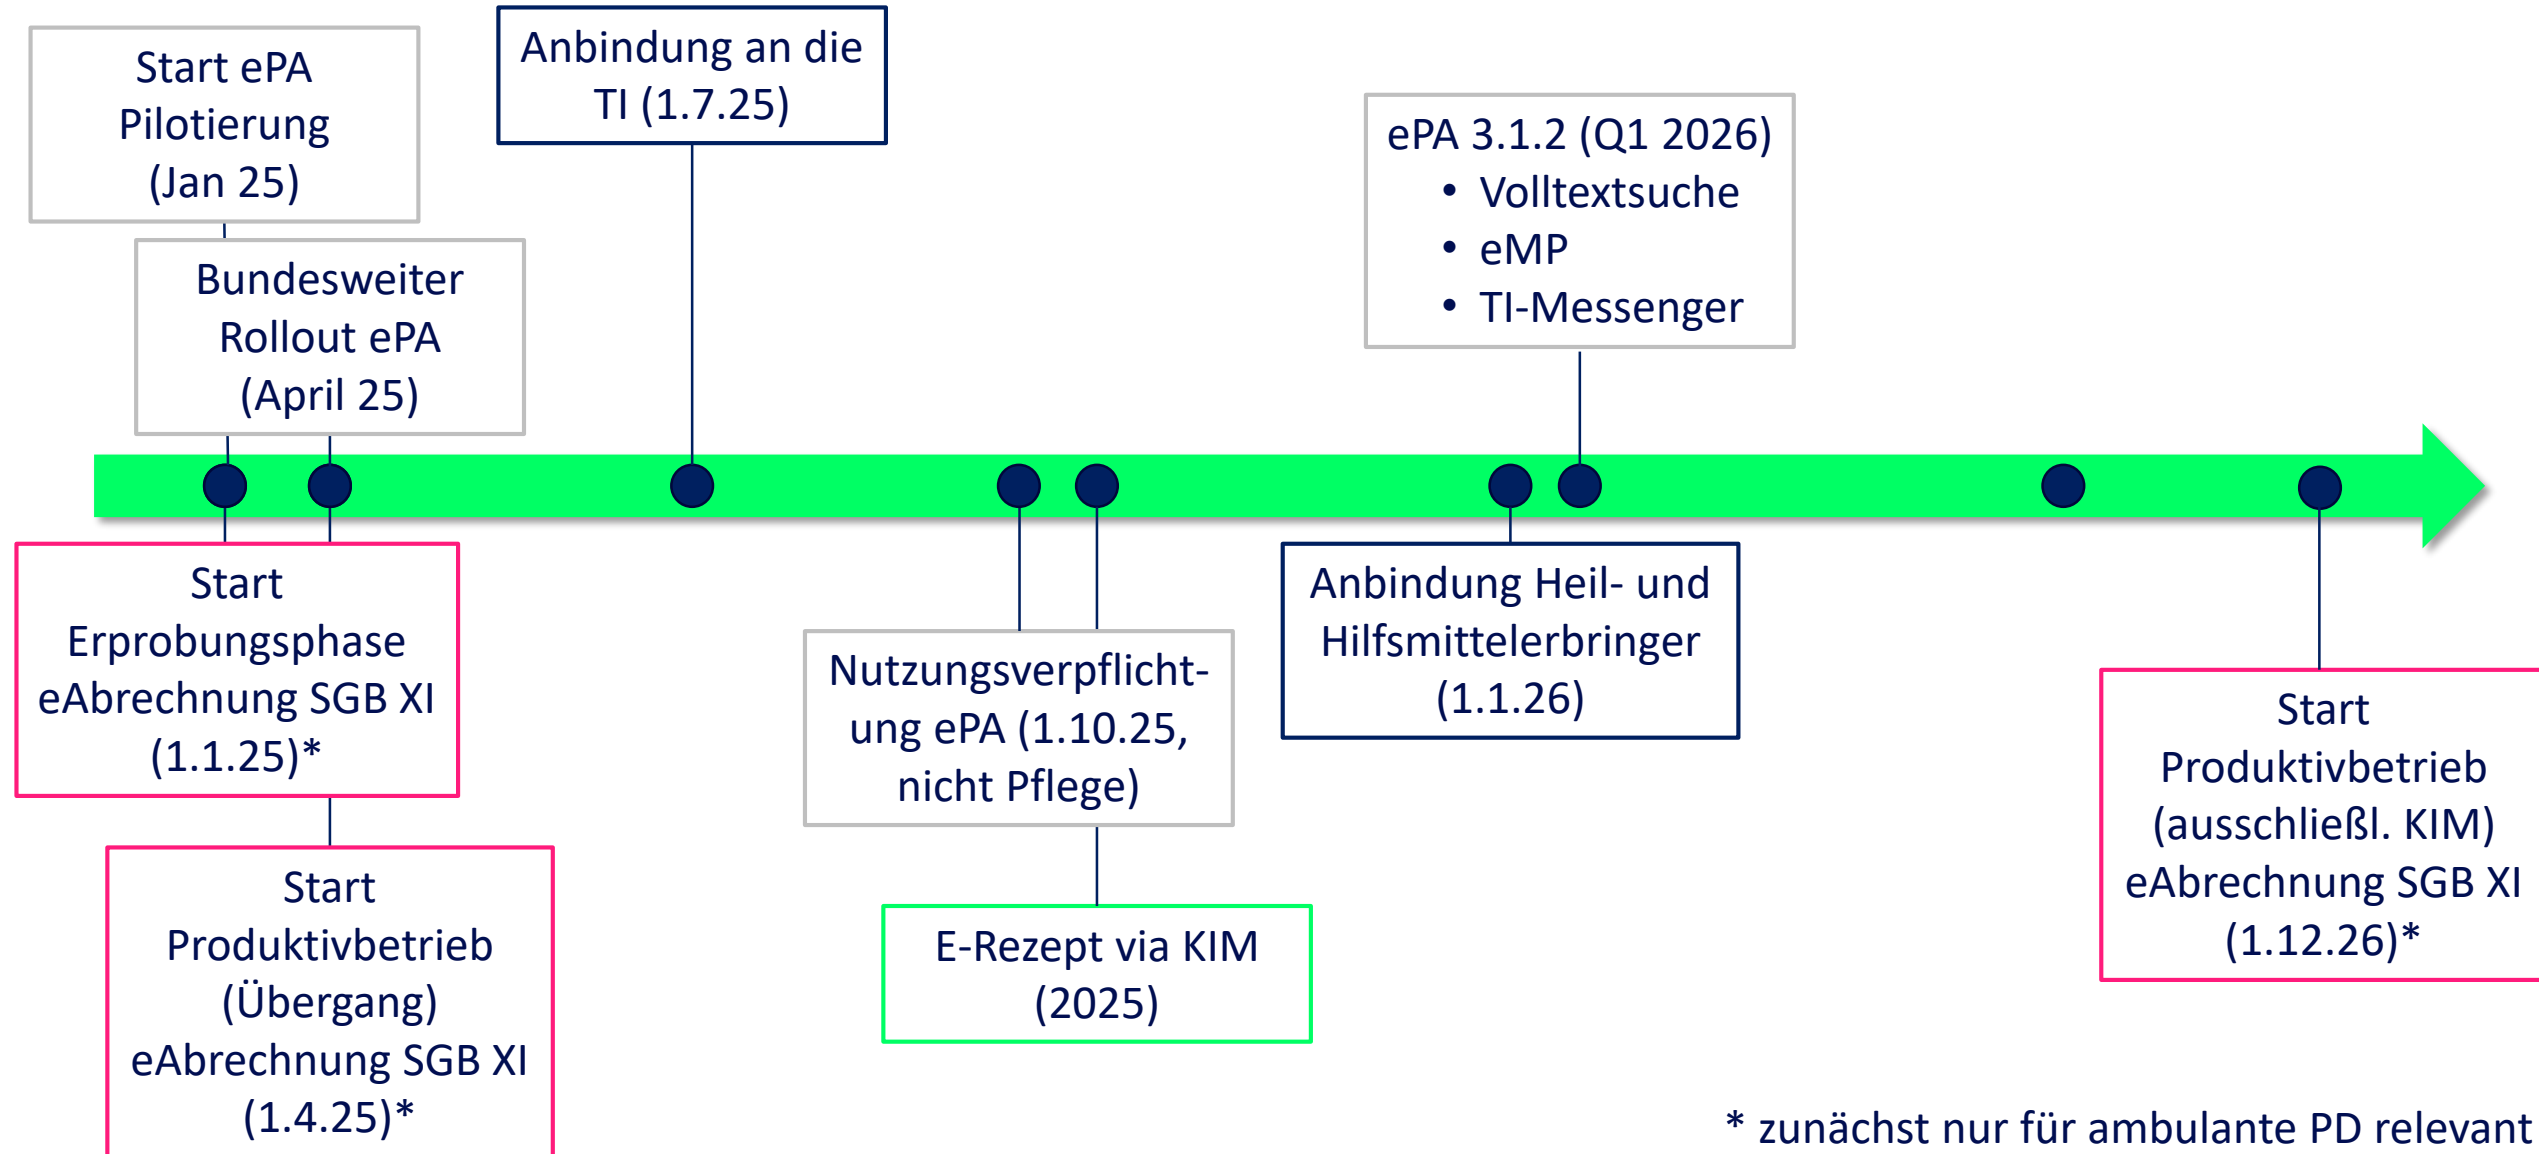 Start ePA
Pilotierung
(Jan 25)
Bundesweiter
Rollout ePA
(April 25)
Anbindung an die
TI (1.7.25)
ePA 3.1.2 (Q1 2026)
• Volltextsuche
• eMP
• TI-Messenger
Start
Erprobungsphase
eAbrechnung SGB XI
(1.1.25)*
Start
Produktivbetrieb
(Übergang)
eAbrechnung SGB XI
(1.4.25)*
Nutzungsverpflicht-
ung ePA (1.10.25,
nicht Pflege)
E-Rezept via KIM
(2025)
Anbindung Heil- und
Hilfsmittelerbringer
(1.1.26)
Start
Produktivbetrieb
(ausschließl. KIM)
eAbrechnung SGB XI
(1.12.26)*
* zunächst nur für ambulante PD relevant